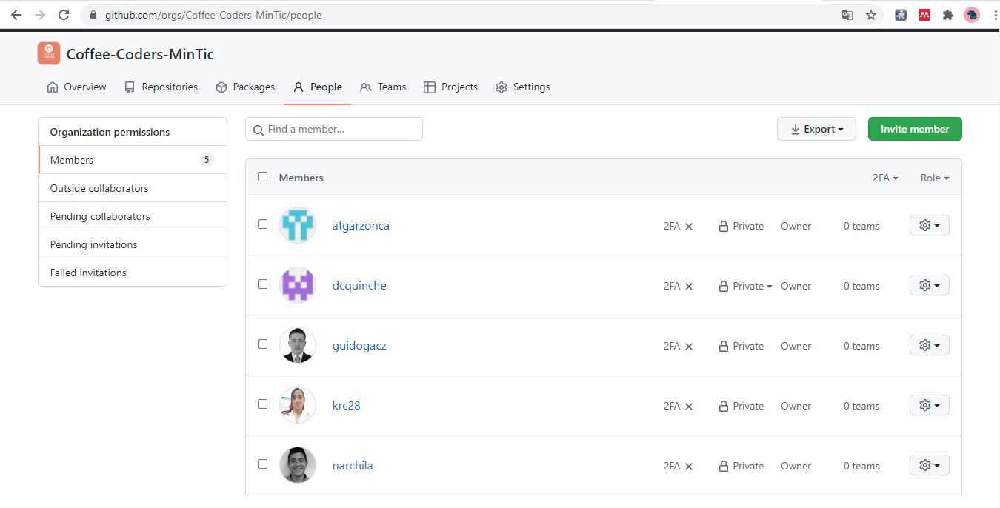 github.com/orgs/Coffee-Coders-MinTic/people
Coffee-Coders-MinTic
Overview Repositories Packages People Teams Projects Settings
Organization permissions
Members 5
Outside collaborators
Pending collaborators
Pending invitations
Failed invitations
Find a member...
Export Invite member
Members 2FA Role
afgarzonca 2FA Private Owner 0 teams
dcquinche 2FA Private Owner 0 teams
guidogacz 2FA Private Owner 0 teams
krc28 2FA Private Owner 0 teams
narchila 2FA Private Owner 0 teams